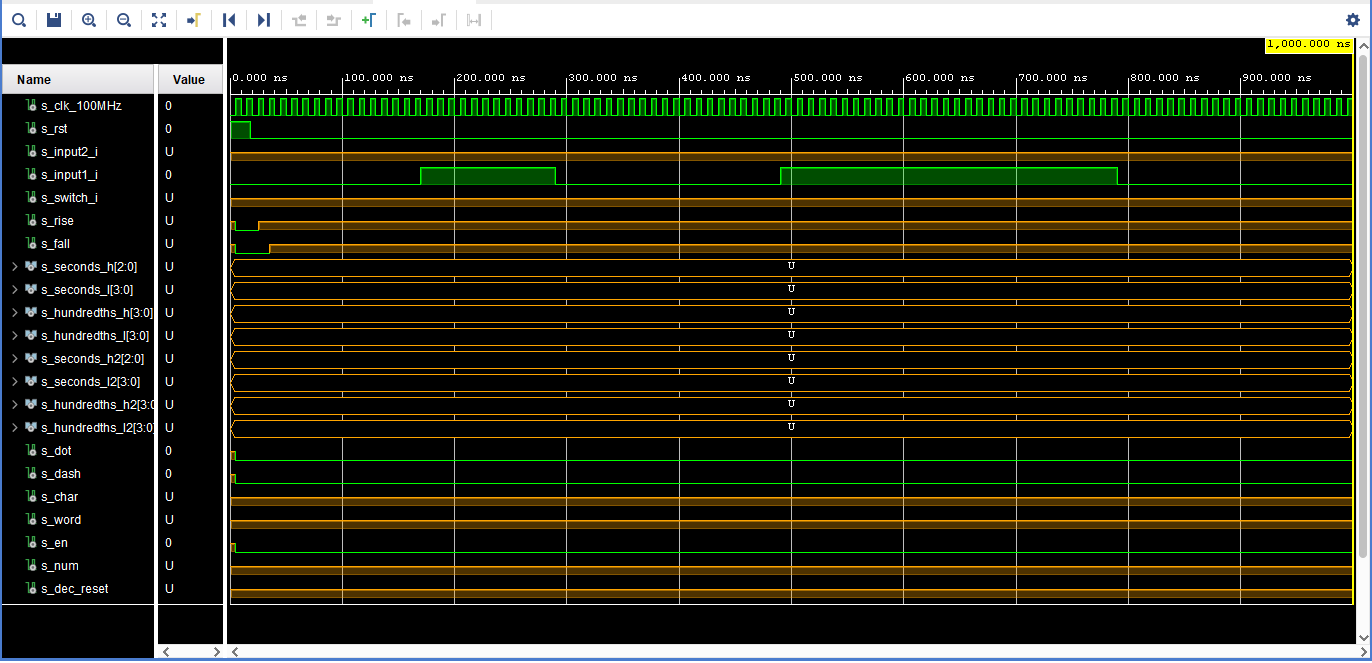 1,000.000 ns
Name Value 0.000 ns 100.000 ns 200.000 ns 300.000 ns 400.000 ns 500.000 ns 600.000 ns 700.000 ns 800.000 ns 900.000 ns
s_clk_100MHz 0
s_rst 0
s_input2_i U
s_input1_i 0
s_switch_i U
s_rise U
s_fall U
s_seconds_h[2:0] U U
s_seconds_l[3:0] U U
s_hundredths_h[3:0] U U
s_hundredths_l[3:0] U U
s_seconds_h2[2:0] U U
s_seconds_l2[3:0] U U
s_hundredths_h2[3:0 U U
s_hundredths_l2[3:0] U U
s_dot 0
s_dash 0
s_char U
s_word U
s_en 0
s_num U
s_dec_reset U